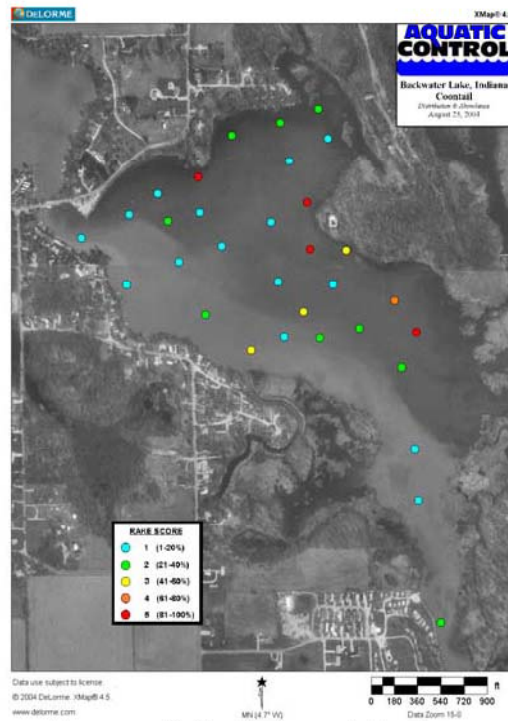 DELORME
XMap® 4.5
AQUATIC
CONTROL
Backwater Lake, Indiana
Coontail
Distribution & Abundance
August 25, 2004
RAKE SCORE
1 (1-20%)
2 (21-40%)
3 (41-60%)
4 (61-80%)
5 (81-100%)
Data use subject to license
© 2004 DeLorme. XMap® 4.5
www.delorme.com
MN (4.7° W)
ft
0 180 360 540 720 900
Data Zoom 15-0